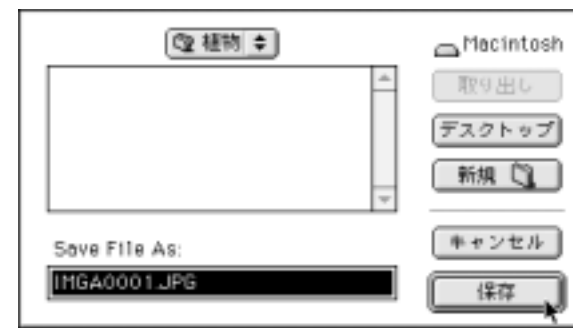 植物
Macintosh
取り出し
デスクトップ
新規
Save File As:
キャンセル
IMGA0001.JPG
保存